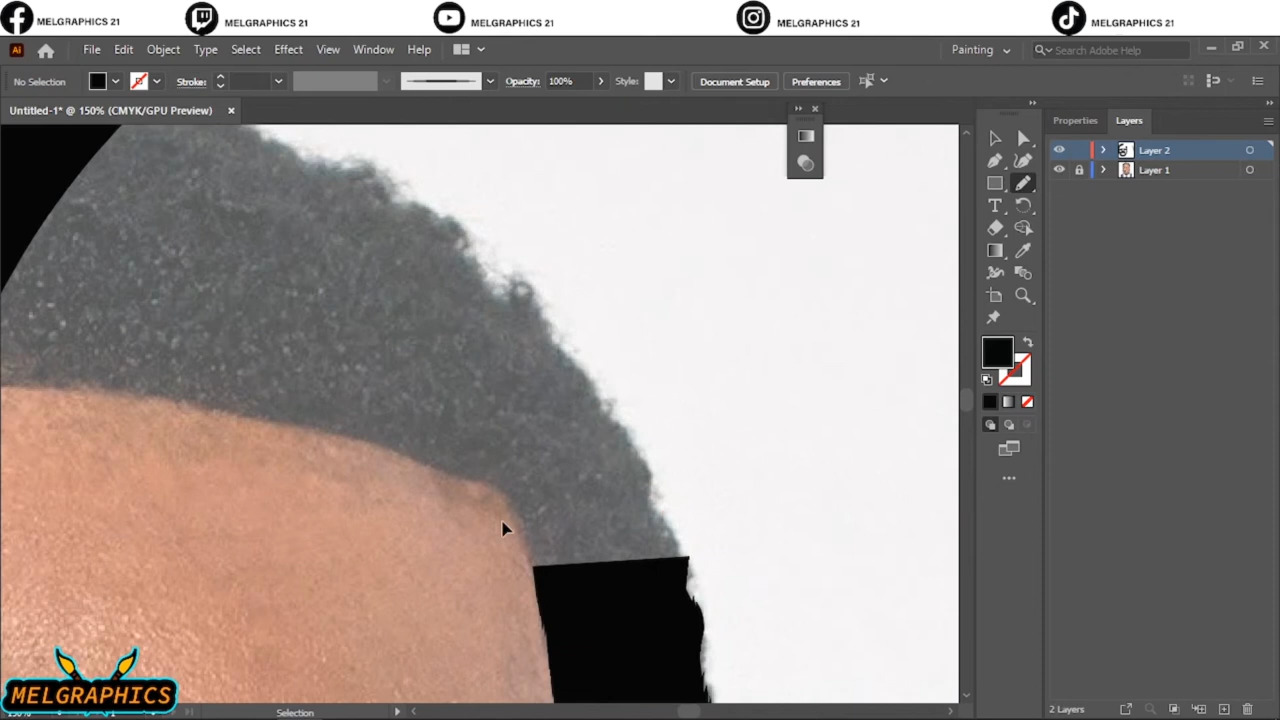 MELGRAPHICS 21
MELGRAPHICS 21
MELGRAPHICS 21
MELGRAPHICS 21
MELGRAPHICS 21
Ai File Edit Object Type Select Effect View Window Help Painting Search Adobe Help
No Selection Stroke: Opacity: 100% Style: Document Setup Preferences
Untitled-1* @ 150% (CMYK/GPU Preview)
Properties Layers
Layer 2
Layer 1
MELGRAPHICS
Selection
2 Layers